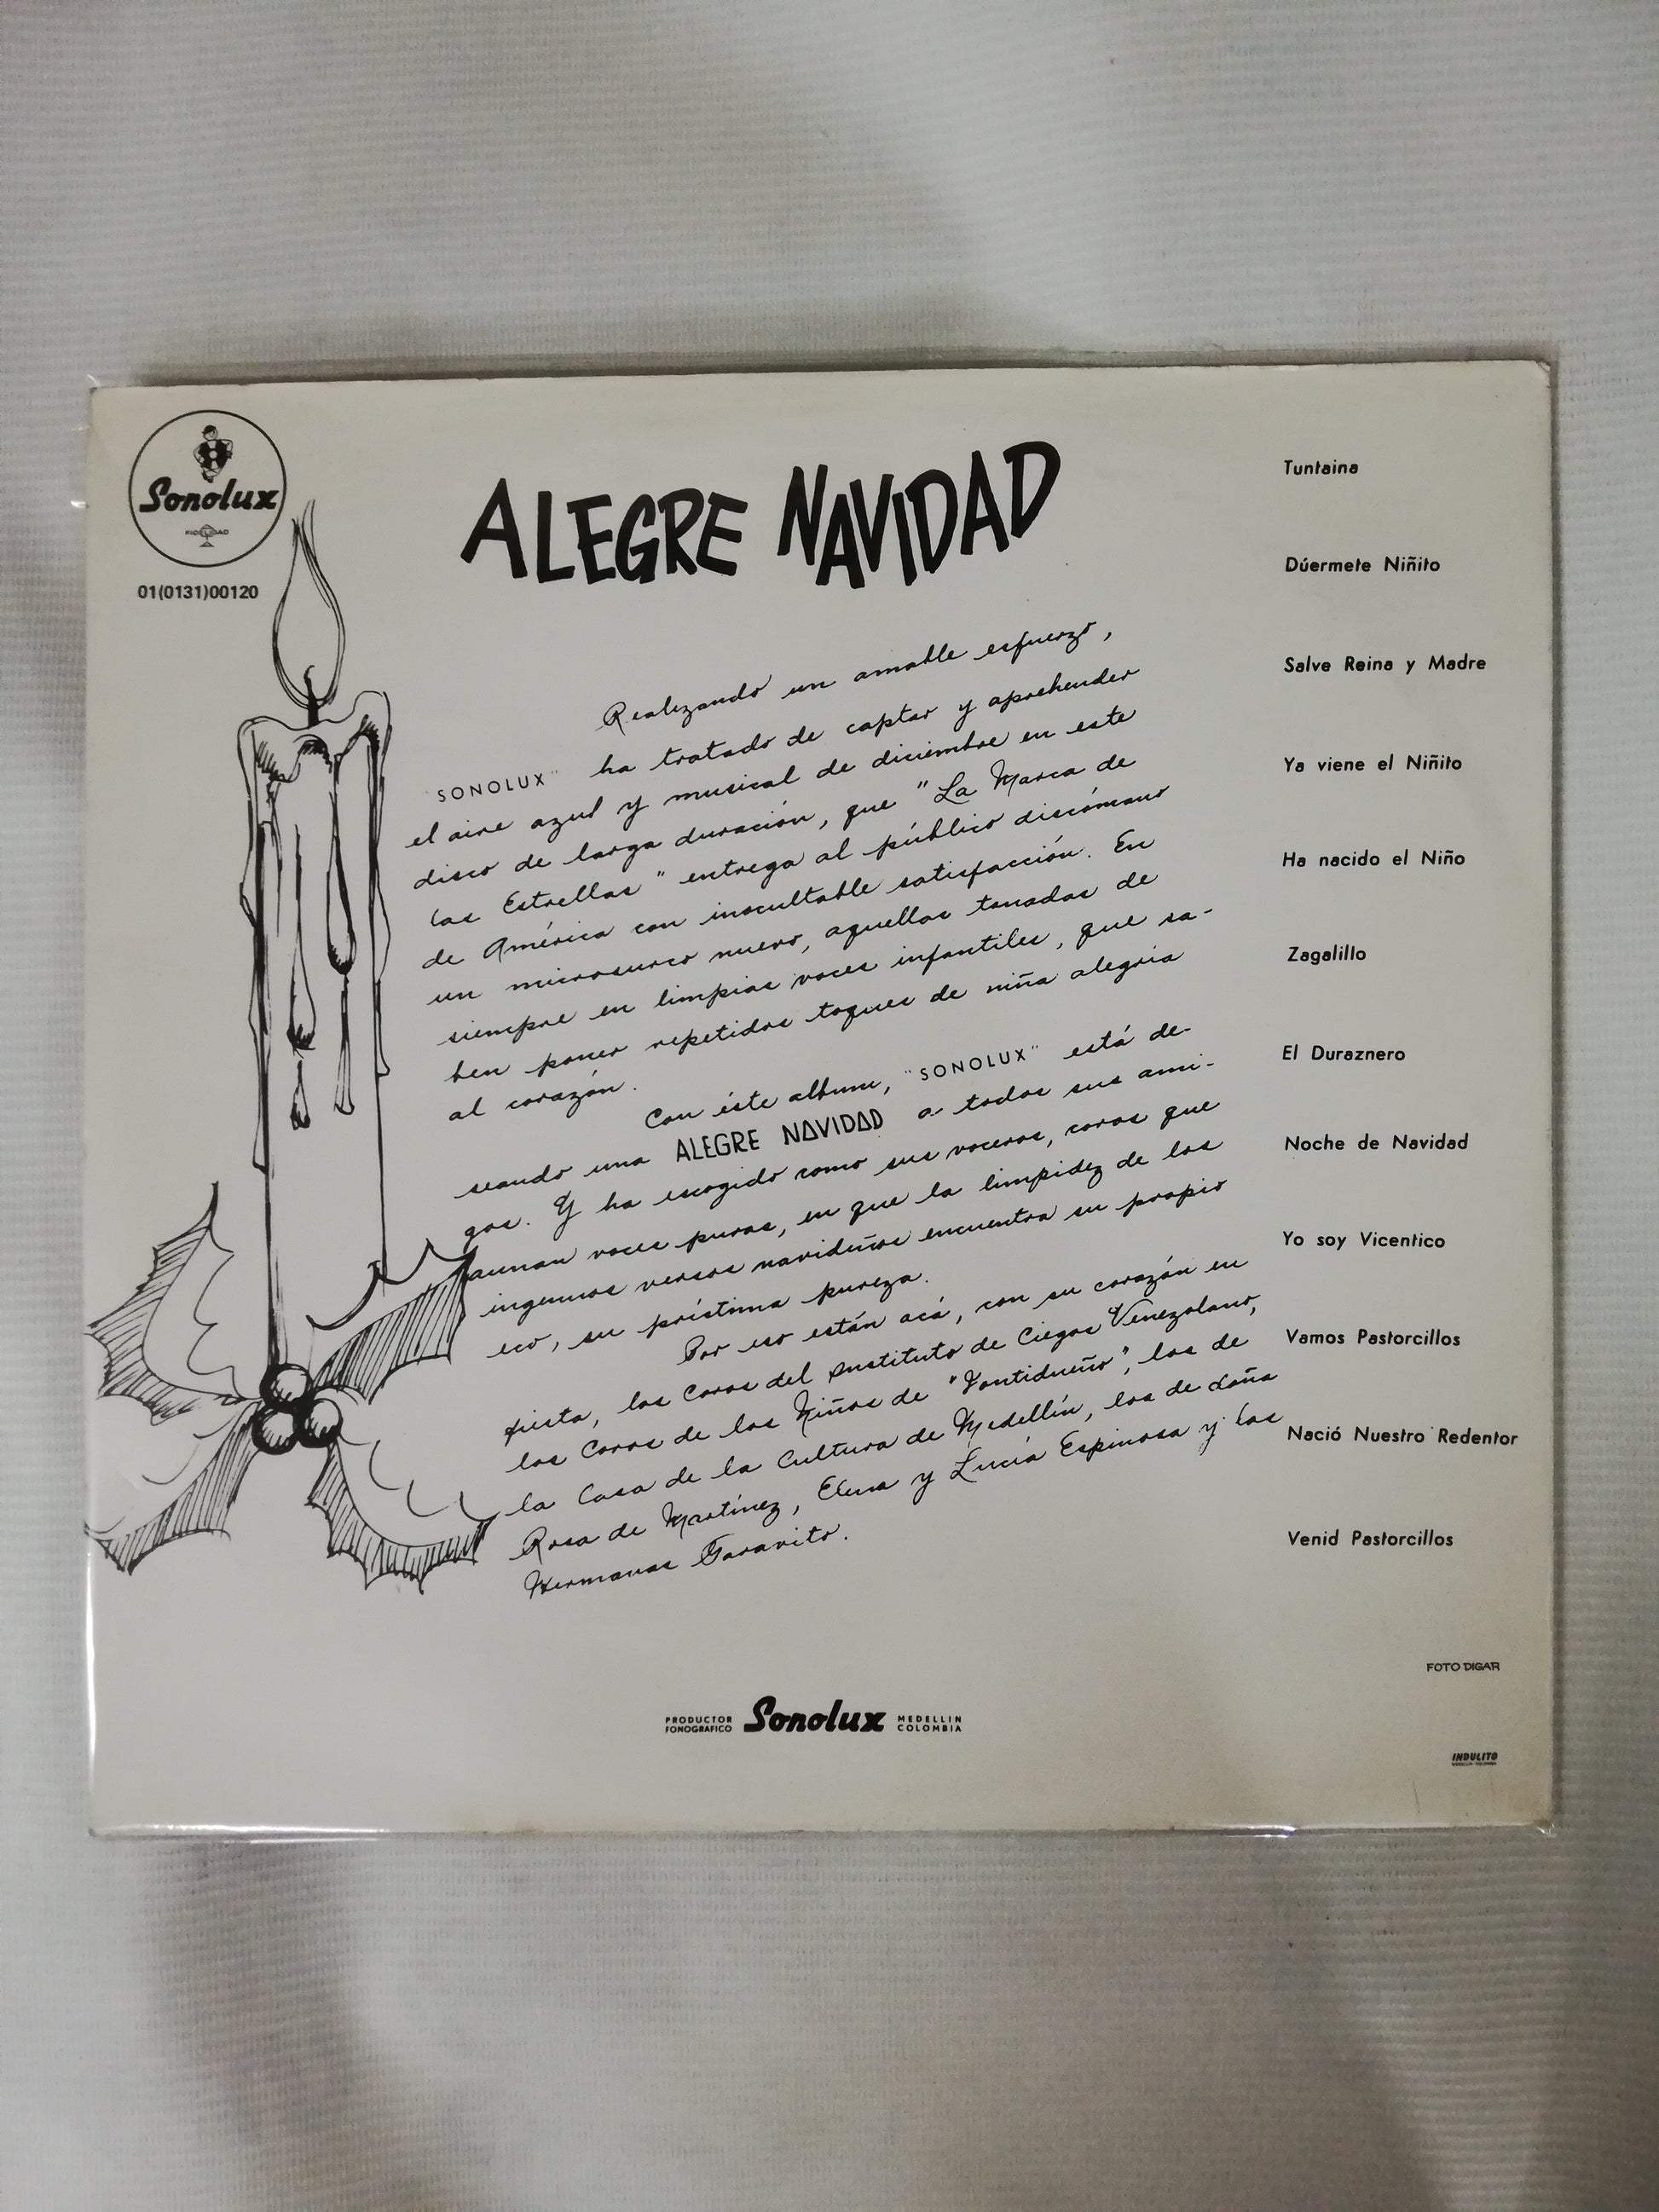 Sonolux
FIDELIDAD
01(0131)00120
ALEGRE NAVIDAD
Realizando un amable esfuerzo,
"SONOLUX" ha tratado de captar y aprehender
el aire azul y musical de diciembre en este
disco de larga duración, que "La Marca de
las Estrellas" entrega al público discómano
de América con inocultable satisfacción. En
un microsurco nuevo, aquellas tonadas de
siempre en limpias voces infantiles, que sa-
ben poner repetidos toques de niña alegría
al corazón.
Con éste album, "SONOLUX" está de-
seando una ALEGRE NAVIDAD a todos sus ami-
gos. Y ha escogido como sus voceros, coros que
aunan voces puras, en que la limpidez de los
ingenuos versos navideños encuentra su propio
eco, su prístina pureza.
Por eso están acá, con su corazón en
fiesta, los Coros del Instituto de Ciegos Venezolano,
los Coros de los Niños de "Fontidueño", los de
la Casa de la Cultura de Medellín, los de doña
Rosa de Martínez, Elena y Lucía Espinosa y las
Hermanas Garavito.
Tuntaina
Dúermete Niñito
Salve Reina y Madre
Ya viene el Niñito
Ha nacido el Niño
Zagalillo
El Duraznero
Noche de Navidad
Yo soy Vicentico
Vamos Pastorcillos
Nació Nuestro Redentor
Venid Pastorcillos
FOTO DIGAR
PRODUCTOR FONOGRAFICO Sonolux MEDELLIN COLOMBIA
INDULITO